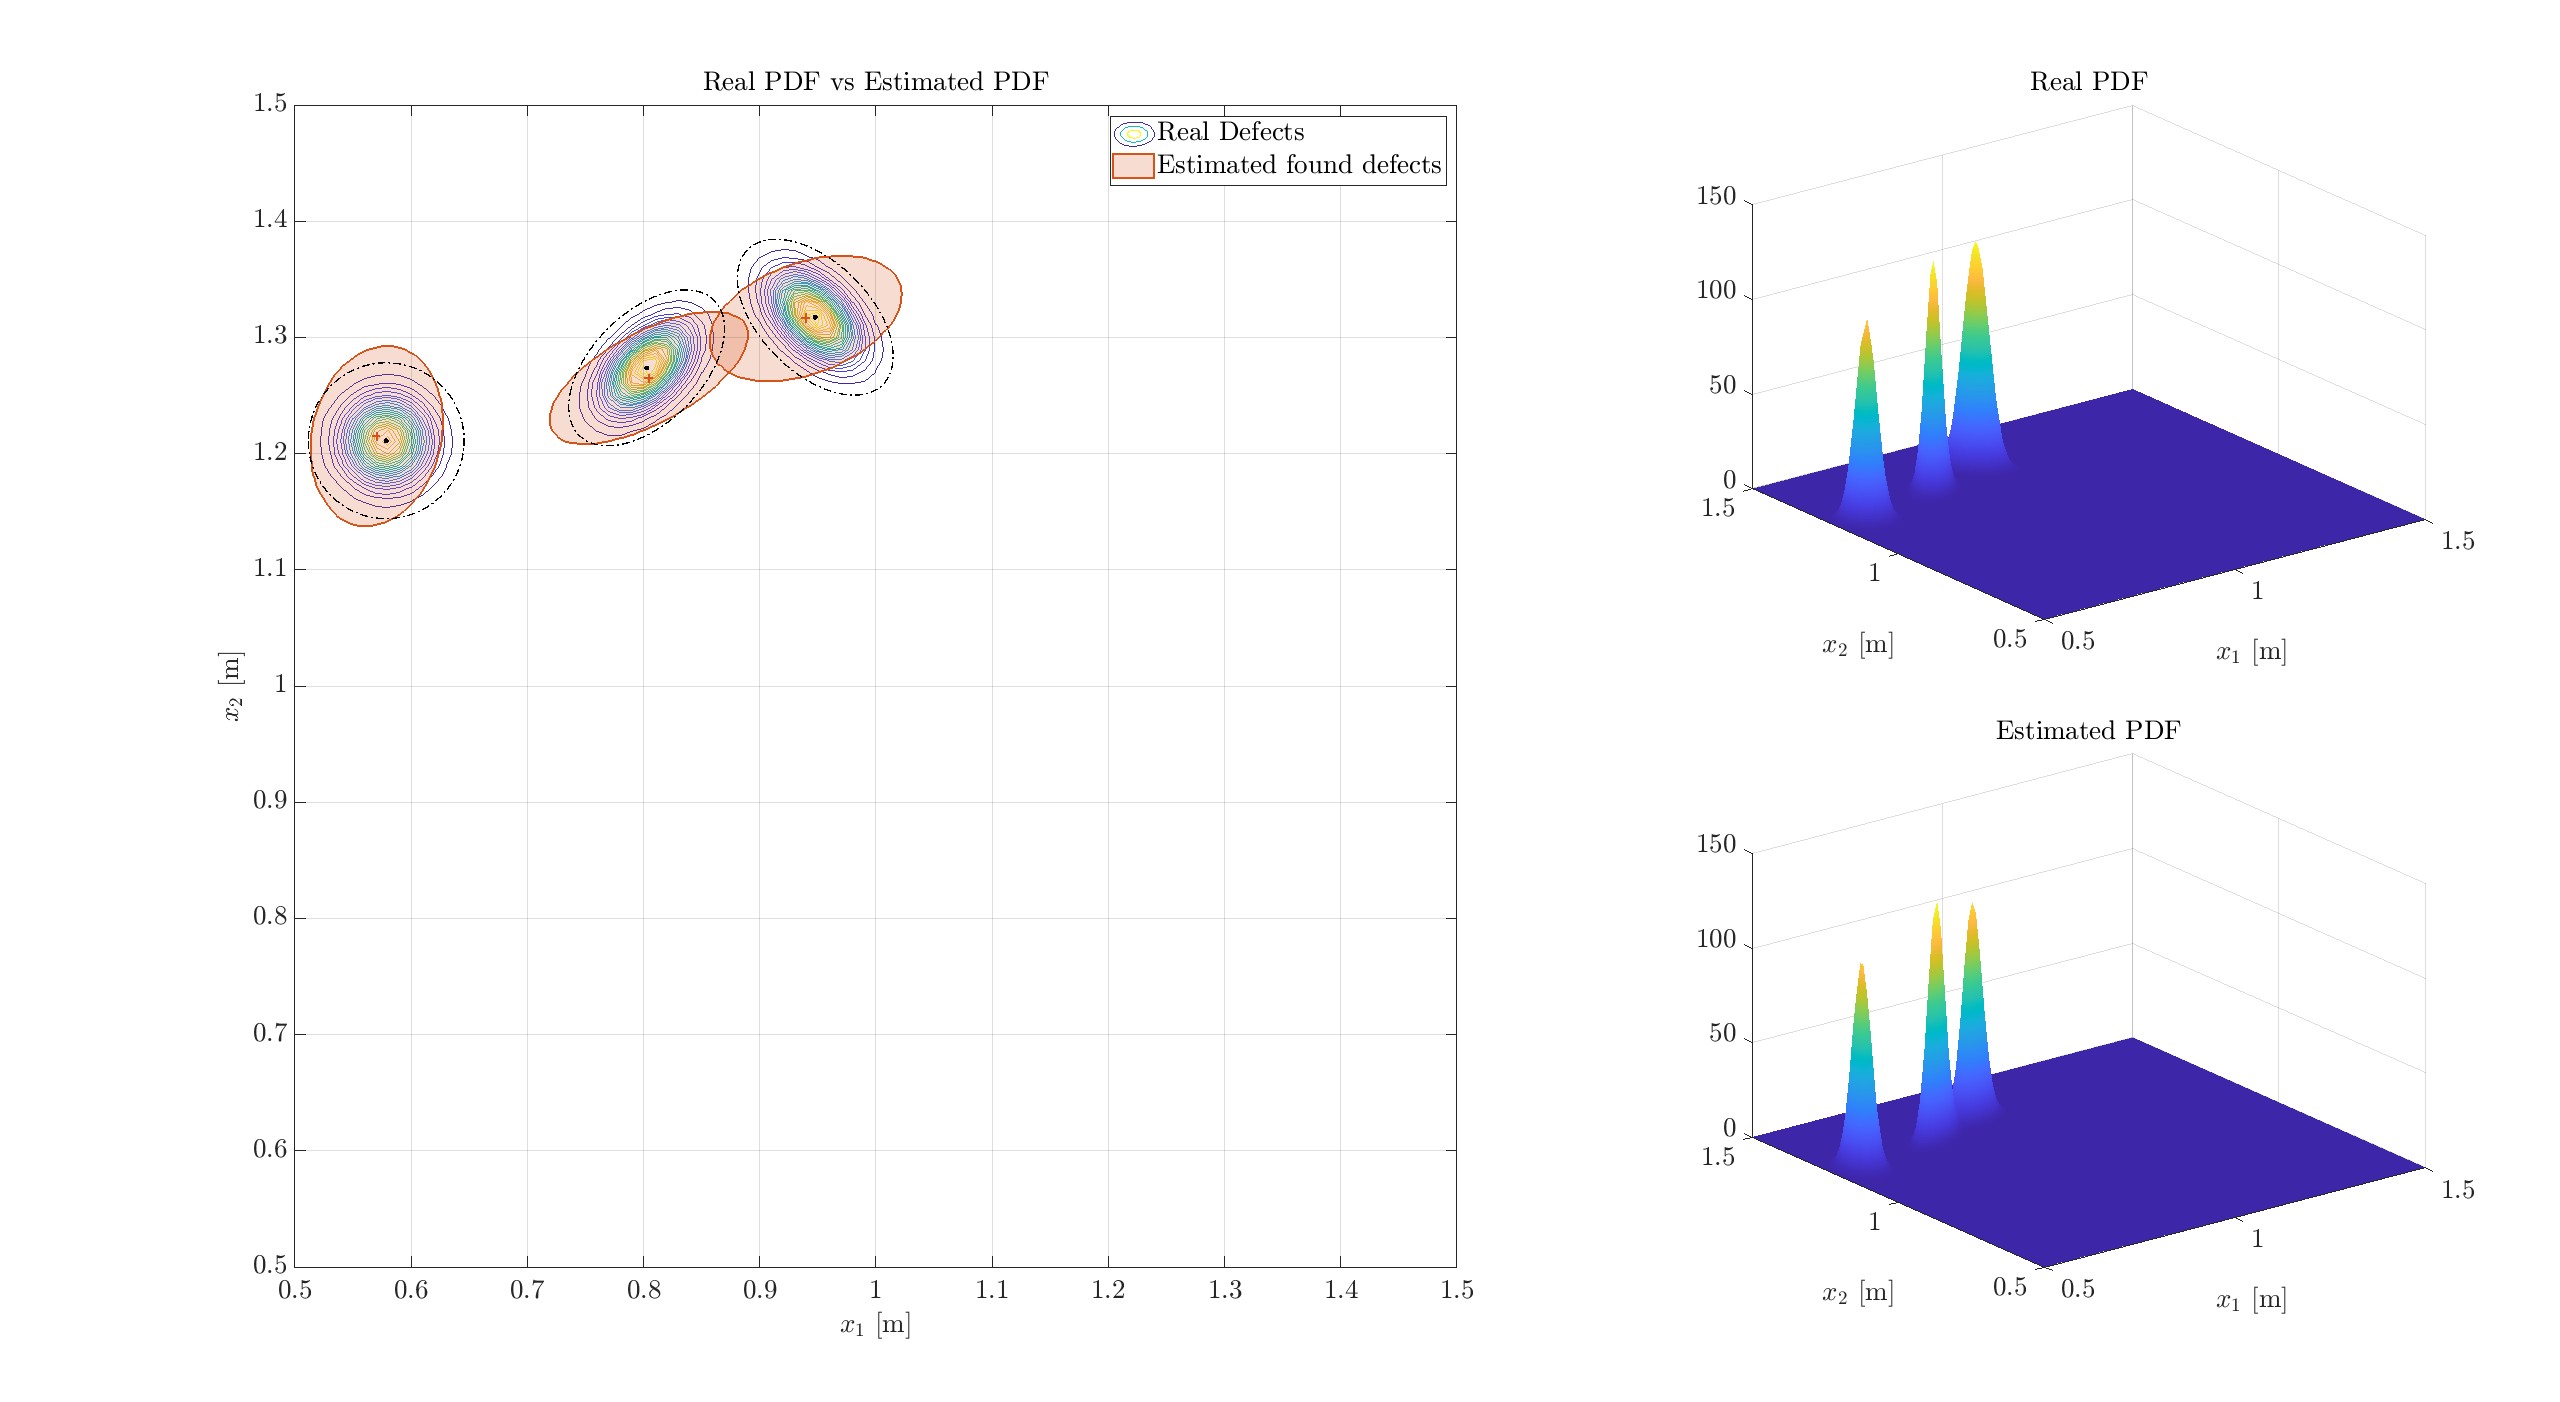 Real PDF vs Estimated PDF
1.5
1.4
1.3
1.2
1.1
1
0.9
0.8
0.7
0.6
0.5
0.5 0.6 0.7 0.8 0.9 1 1.1 1.2 1.3 1.4 1.5
x₁ [m]
x₂ [m]
Real Defects
Estimated found defects
Real PDF
150
100
50
0
1.5
1
0.5
0.5
1
1.5
x₂ [m]
x₁ [m]
Estimated PDF
150
100
50
0
1.5
1
0.5
0.5
1
1.5
x₂ [m]
x₁ [m]